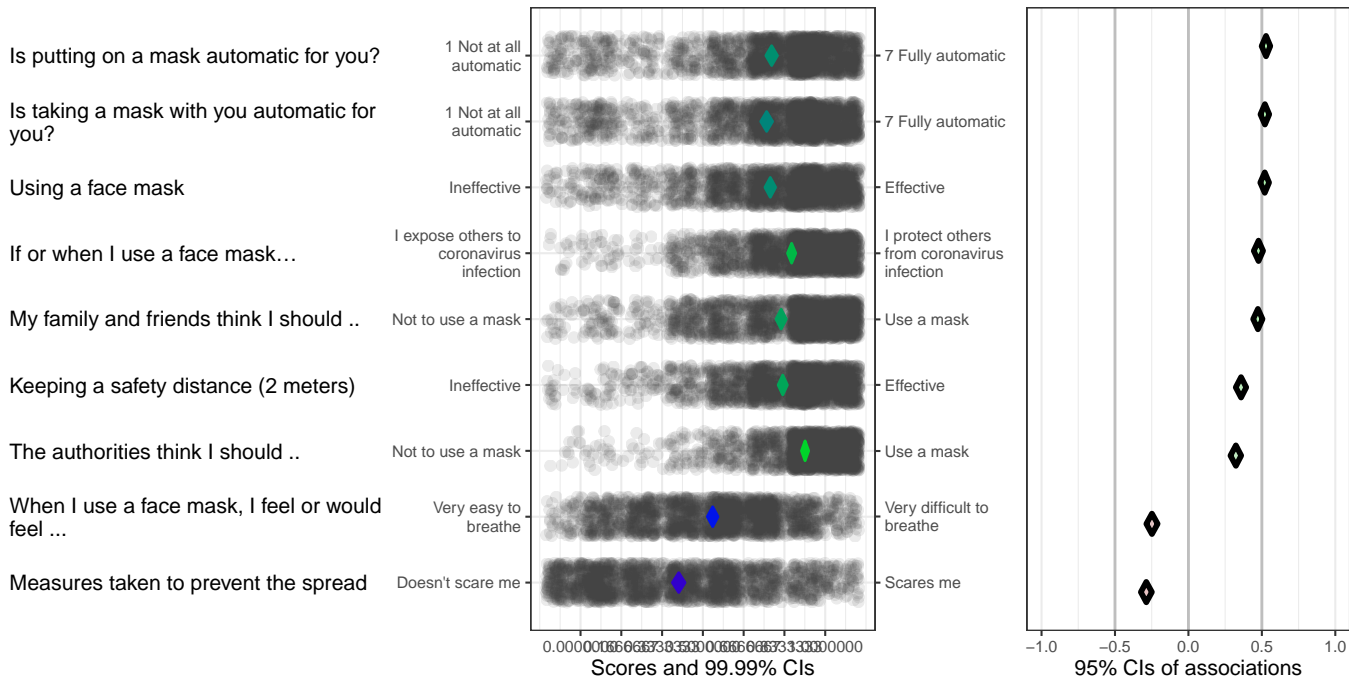 Is putting on a mask automatic for you?
1 Not at all
automatic
7 Fully automatic
Is taking a mask with you automatic for
you?
1 Not at all
automatic
7 Fully automatic
Using a face mask
Ineffective
Effective
If or when I use a face mask…
I expose others to
coronavirus
infection
I protect others
from coronavirus
infection
My family and friends think I should ..
Not to use a mask
Use a mask
Keeping a safety distance (2 meters)
Ineffective
Effective
The authorities think I should ..
Not to use a mask
Use a mask
When I use a face mask, I feel or would
feel ...
Very easy to
breathe
Very difficult to
breathe
Measures taken to prevent the spread
Doesn't scare me
Scares me
Scores and 99.99% CIs
−1.0 −0.5 0.0 0.5 1.0
95% CIs of associations